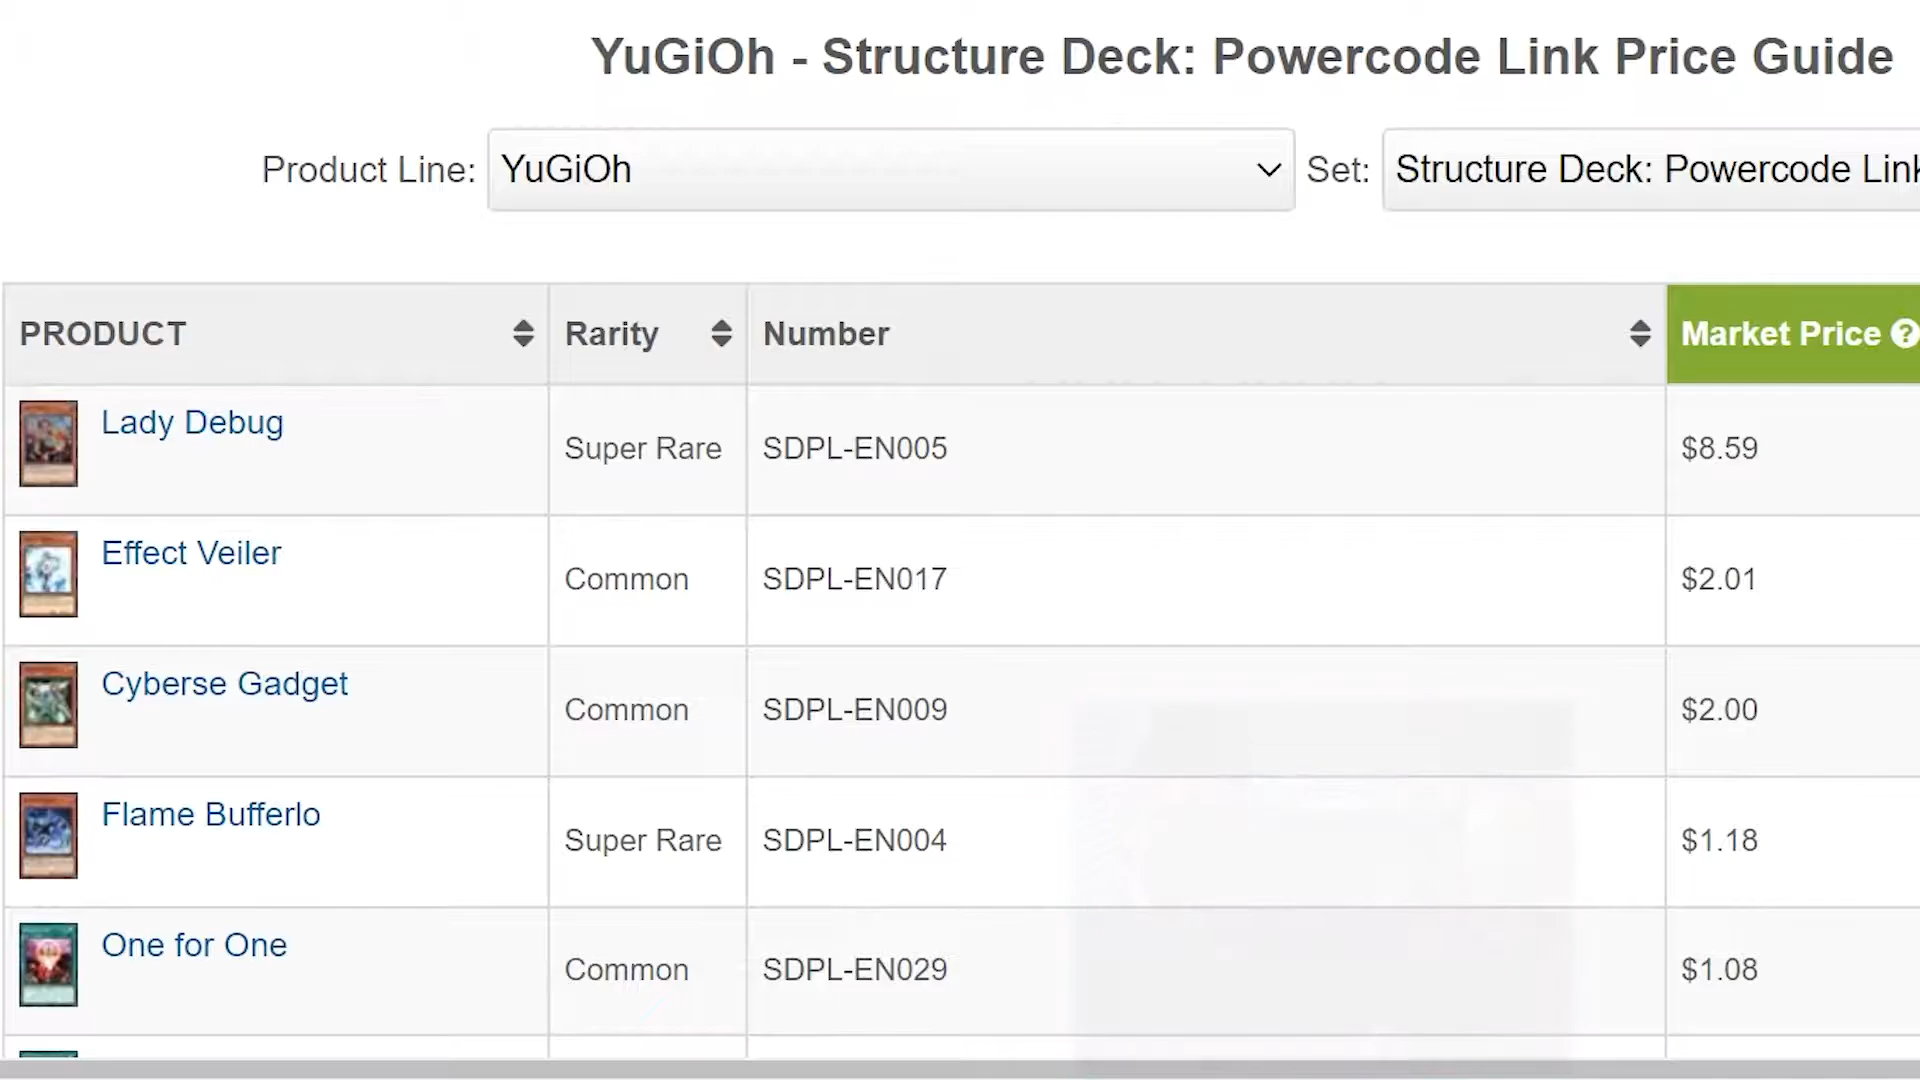 YuGiOh - Structure Deck: Powercode Link Price Guide
Product Line: YuGiOh Set: Structure Deck: Powercode Link
PRODUCT Rarity Number Market Price ?
Lady Debug Super Rare SDPL-EN005 $8.59
Effect Veiler Common SDPL-EN017 $2.01
Cyberse Gadget Common SDPL-EN009 $2.00
Flame Bufferlo Super Rare SDPL-EN004 $1.18
One for One Common SDPL-EN029 $1.08